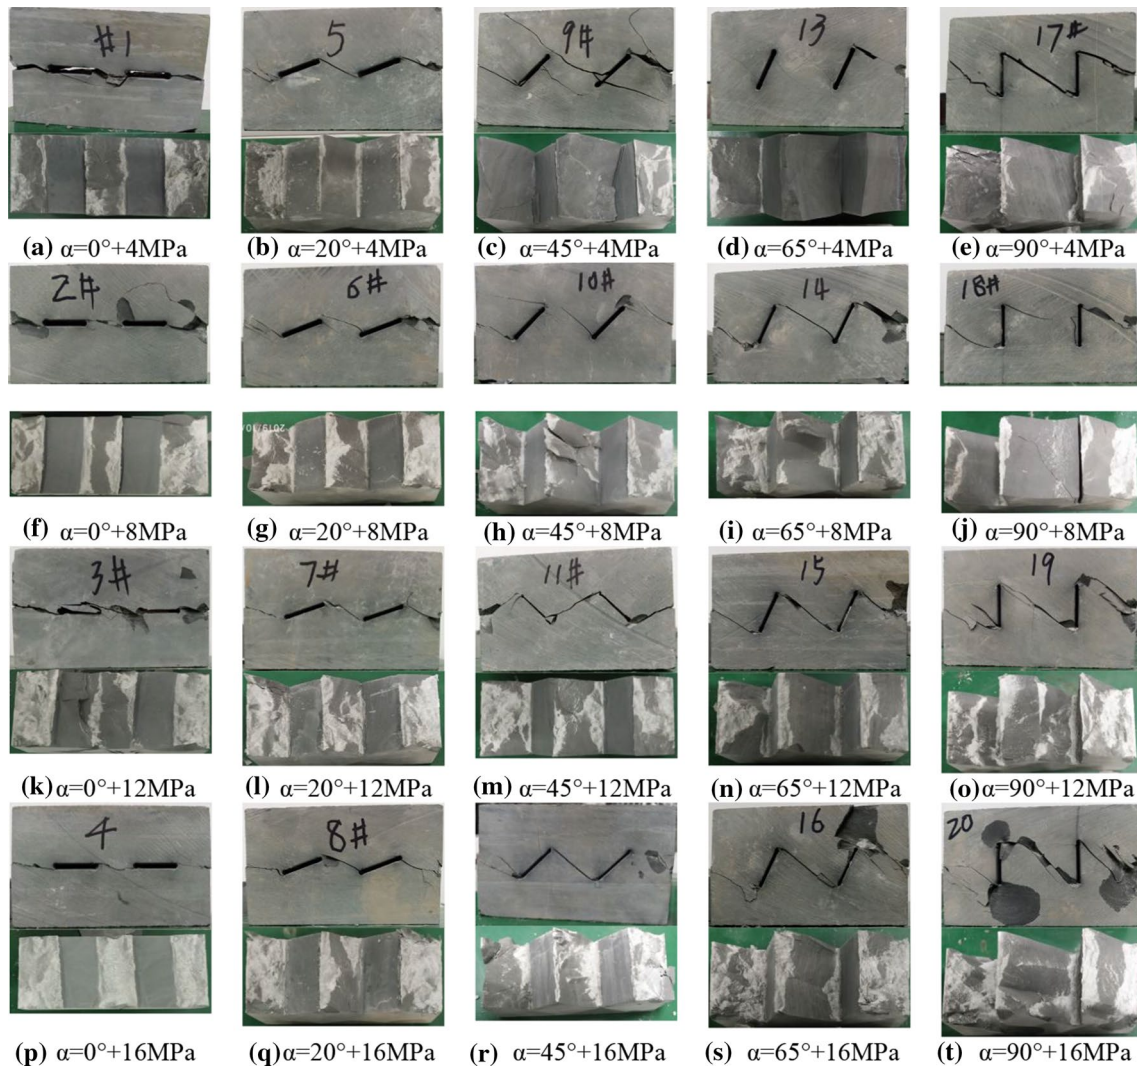 #1
5
9#
13
17#
(a) α=0°+4MPa
(b) α=20°+4MPa
(c) α=45°+4MPa
(d) α=65°+4MPa
(e) α=90°+4MPa
2#
6#
10#
14
18#
2019/10/
(f) α=0°+8MPa
(g) α=20°+8MPa
(h) α=45°+8MPa
(i) α=65°+8MPa
(j) α=90°+8MPa
3#
7#
11#
15
19
(k) α=0°+12MPa
(l) α=20°+12MPa
(m) α=45°+12MPa
(n) α=65°+12MPa
(o) α=90°+12MPa
4
8#
16
20
(p) α=0°+16MPa
(q) α=20°+16MPa
(r) α=45°+16MPa
(s) α=65°+16MPa
(t) α=90°+16MPa